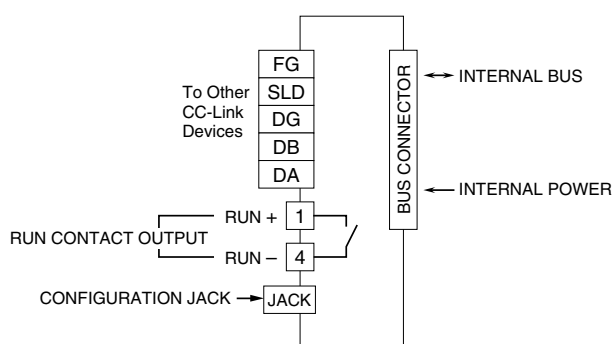 FG
SLD
DG
DB
DA
To Other
CC-Link
Devices
BUS CONNECTOR
INTERNAL BUS
INTERNAL POWER
RUN + 1
RUN CONTACT OUTPUT
RUN – 4
CONFIGURATION JACK
JACK